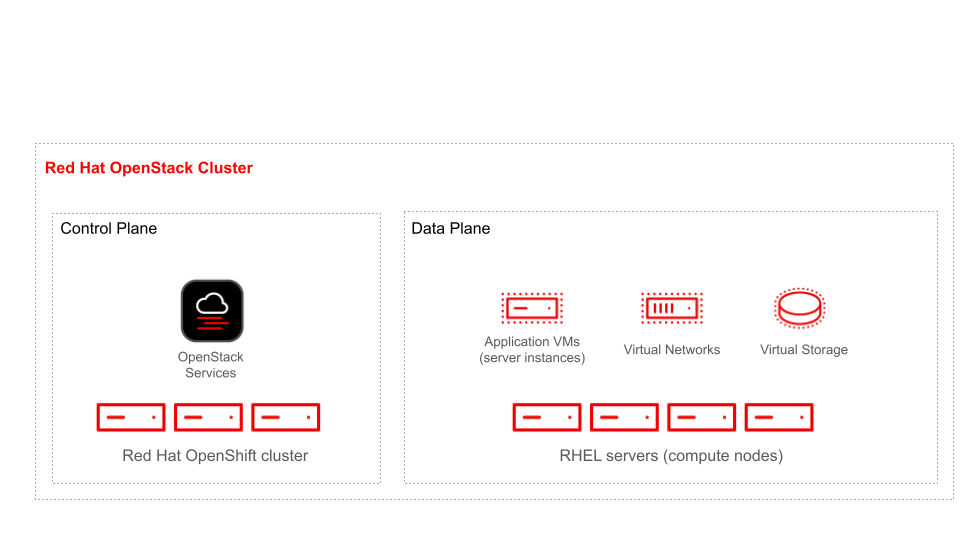 Red Hat OpenStack Cluster
Control Plane
OpenStack
Services
Red Hat OpenShift cluster
Data Plane
Application VMs
(server instances)
Virtual Networks
Virtual Storage
RHEL servers (compute nodes)